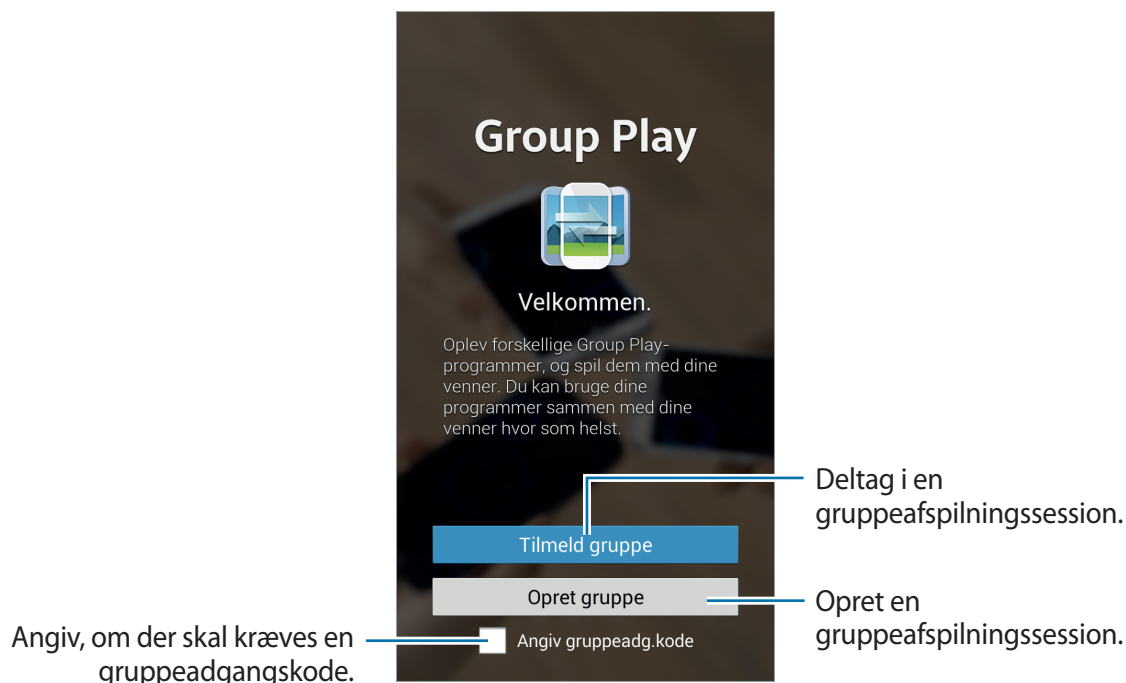 Group Play
Velkommen.
Oplev forskellige Group Play-
programmer, og spil dem med dine
venner. Du kan bruge dine
programmer sammen med dine
venner hvor som helst.
Deltag i en
gruppeafspilningssession.
Tilmeld gruppe
Opret gruppe
Opret en
gruppeafspilningssession.
Angiv, om der skal kræves en
gruppeadgangskode.
Angiv gruppeadg.kode